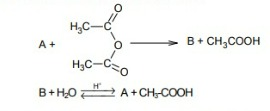 O
H₃C—C
A + O → B + CH₃COOH
H₃C—C
O
B + H₂O ⇌ A + CH₃COOH
H⁺